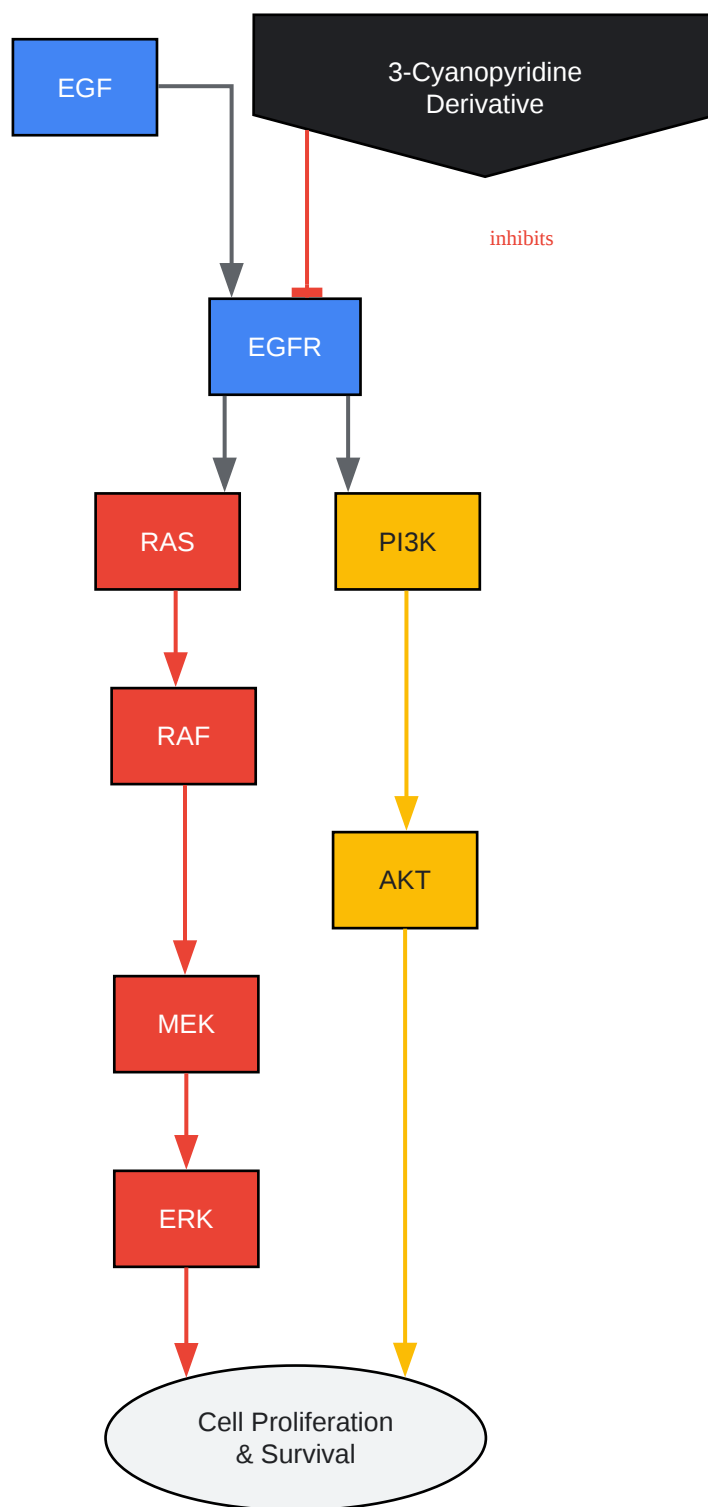 EGF
3-Cyanopyridine
Derivative
inhibits
EGFR
RAS
PI3K
RAF
AKT
MEK
ERK
Cell Proliferation
& Survival